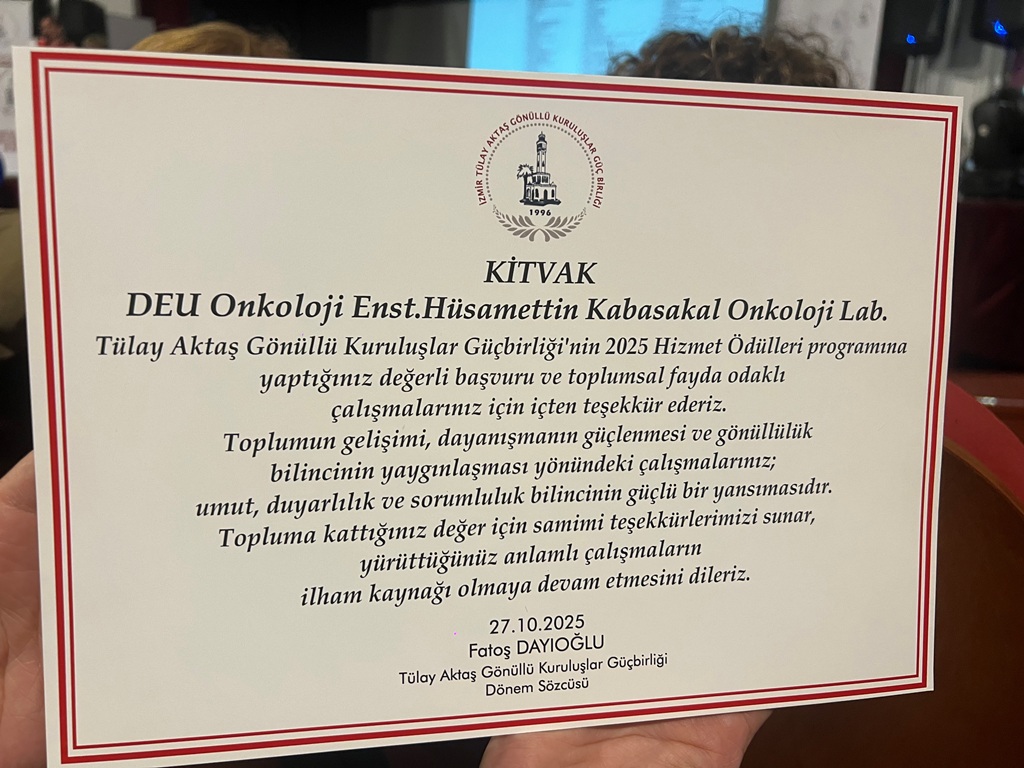 İZMİR TÜLAY AKTAŞ GÖNÜLLÜ KURULUŞLAR GÜÇ BİRLİĞİ
1996
KİTVAK
DEU Onkoloji Enst.Hüsamettin Kabasakal Onkoloji Lab.
Tülay Aktaş Gönüllü Kuruluşlar Güçbirliği'nin 2025 Hizmet Ödülleri programına
yaptığınız değerli başvuru ve toplumsal fayda odaklı
çalışmalarınız için içten teşekkür ederiz.
Toplumun gelişimi, dayanışmanın güçlenmesi ve gönüllülük
bilincinin yaygınlaşması yönündeki çalışmalarınız;
umut, duyarlılık ve sorumluluk bilincinin güçlü bir yansımasıdır.
Topluma kattığınız değer için samimi teşekkürlerimizi sunar,
yürüttüğünüz anlamlı çalışmaların
ilham kaynağı olmaya devam etmesini dileriz.
27.10.2025
Fatoş DAYIOĞLU
Tülay Aktaş Gönüllü Kuruluşlar Güçbirliği
Dönem Sözcüsü